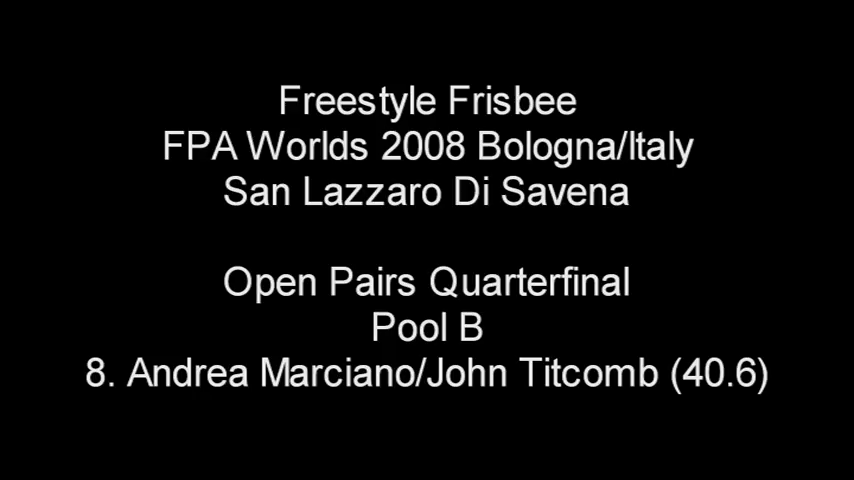 Freestyle Frisbee
FPA Worlds 2008 Bologna/Italy
San Lazzaro Di Savena
Open Pairs Quarterfinal
Pool B
8. Andrea Marciano/John Titcomb (40.6)